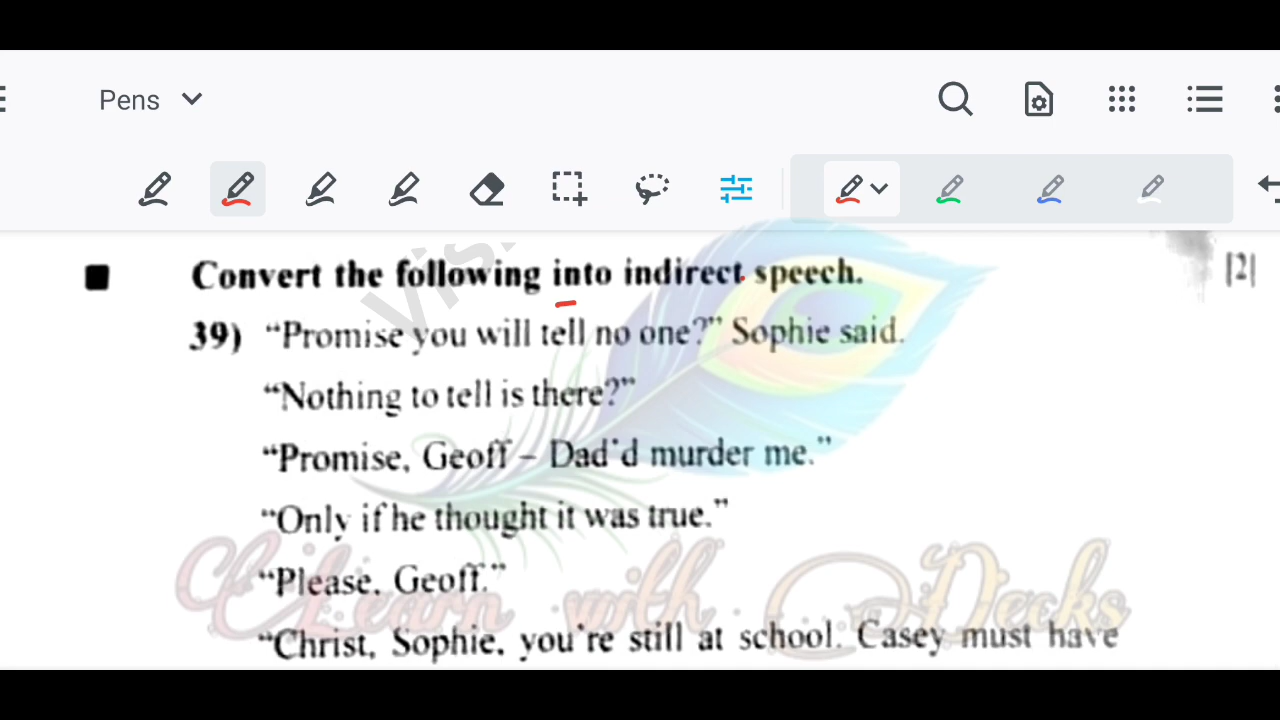 Pens
Convert the following into indirect speech. [2]
39) “Promise you will tell no one?” Sophie said.
“Nothing to tell is there?”
“Promise, Geoff – Dad’d murder me.”
“Only if he thought it was true.”
“Please, Geoff.”
“Christ, Sophie, you’re still at school. Casey must have
Learn with Decks